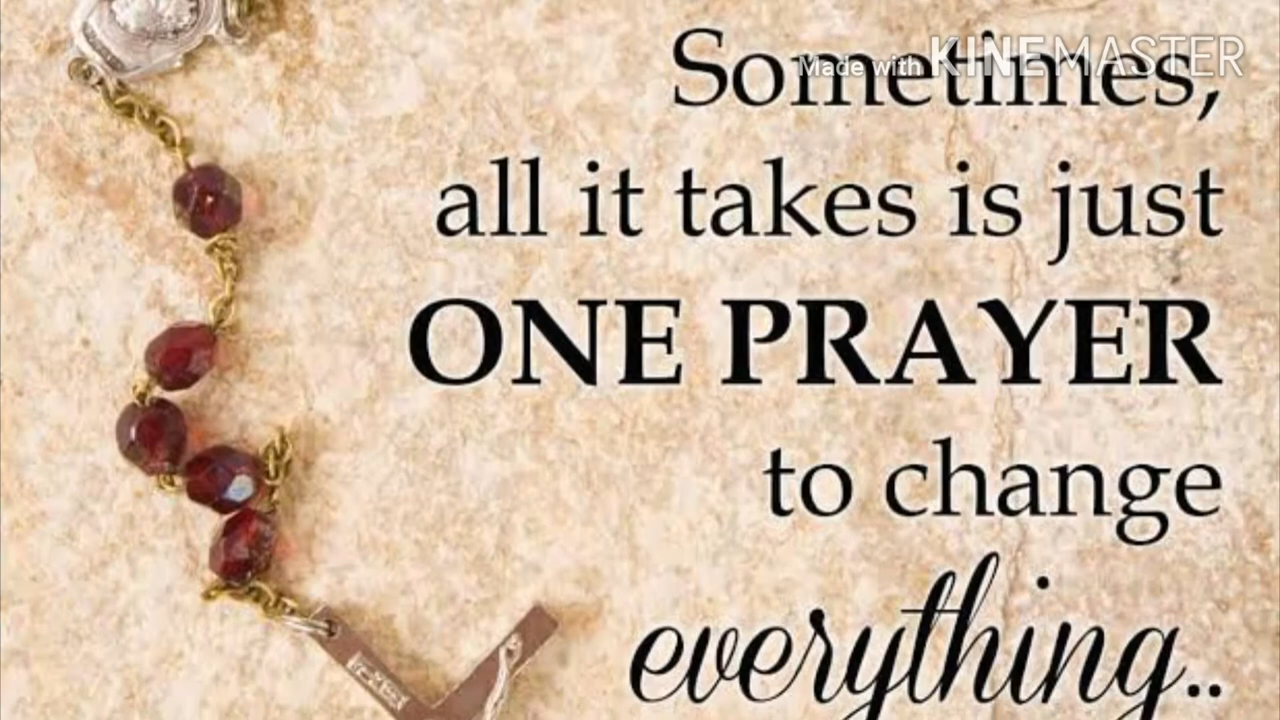 Made with KINEMASTER
Sometimes,
all it takes is just
ONE PRAYER
to change
everything..